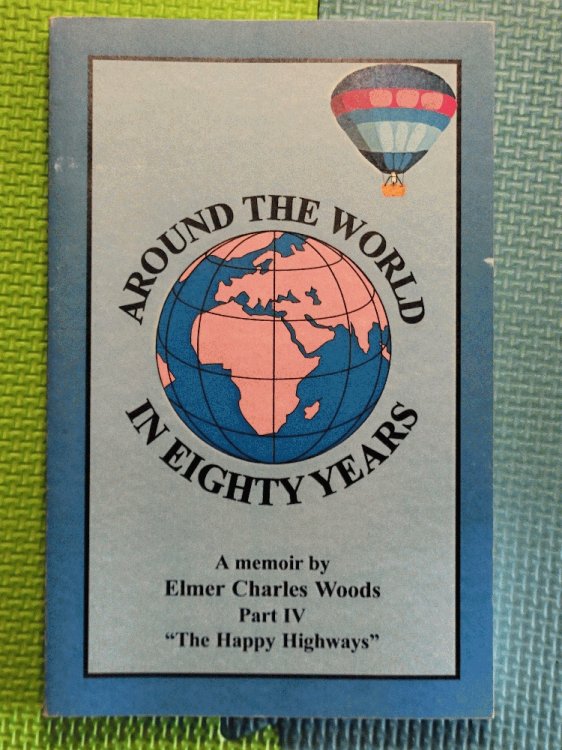 AROUND THE WORLD
IN EIGHTY YEARS
A memoir by
Elmer Charles Woods
Part IV
“The Happy Highways”